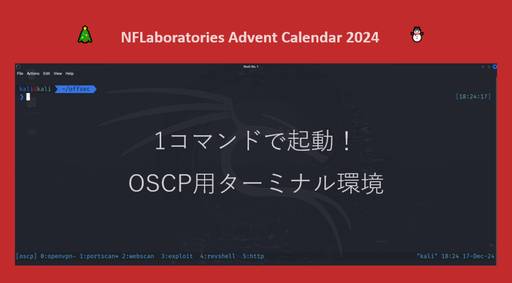 NFLaboratories Advent Calendar 2024
Shell No. 1
File Actions Edit View Help
kali@kali ~/offsec
[18:24:17]
1コマンドで起動！
OSCP用ターミナル環境
[oscp] 0:openvpn- 1:portscan* 2:webscan 3:exploit 4:revshell 5:http "kali" 18:24 17-Dec-24